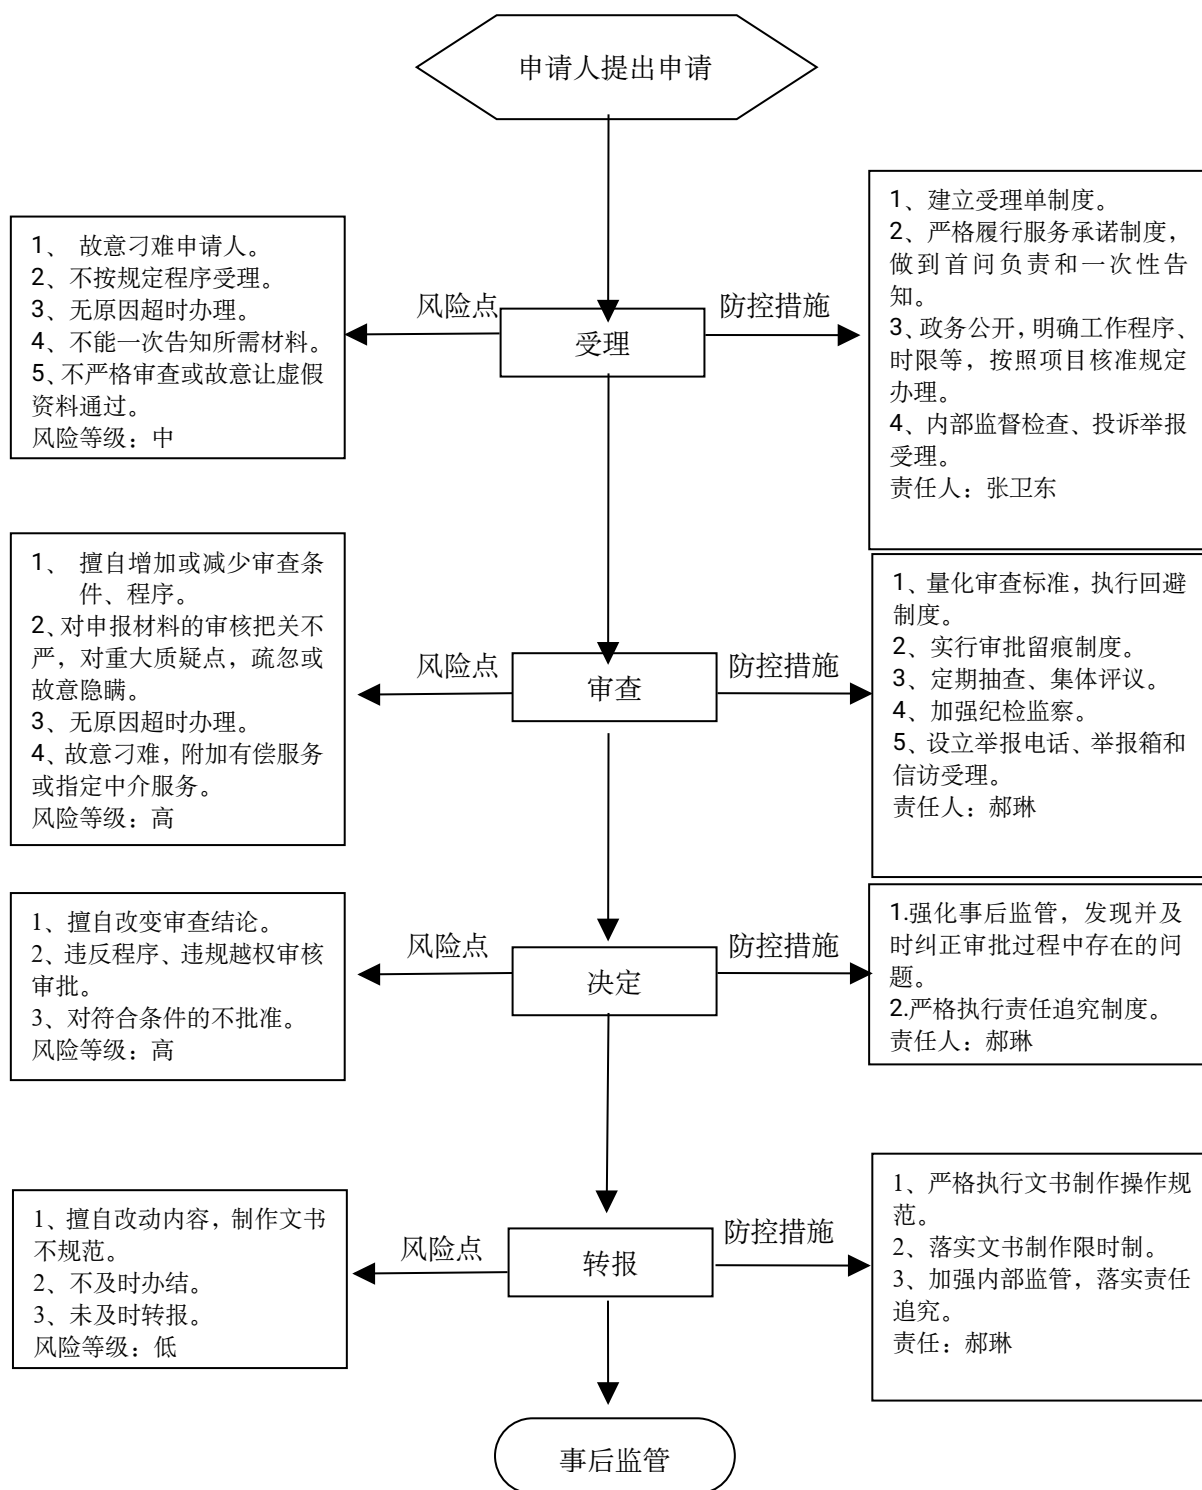 申请人提出申请
1、 故意刁难申请人。
2、不按规定程序受理。
3、无原因超时办理。
4、不能一次告知所需材料。
5、不严格审查或故意让虚假
资料通过。
风险等级：中
风险点
受理
防控措施
1、建立受理单制度。
2、严格履行服务承诺制度，
做到首问负责和一次性告
知。
3、政务公开，明确工作程序、
时限等，按照项目核准规定
办理。
4、内部监督检查、投诉举报
受理。
责任人：张卫东
1、 擅自增加或减少审查条
件、程序。
2、对申报材料的审核把关不
严，对重大质疑点，疏忽或
故意隐瞒。
3、无原因超时办理。
4、故意刁难，附加有偿服务
或指定中介服务。
风险等级：高
风险点
审查
防控措施
1、量化审查标准，执行回避
制度。
2、实行审批留痕制度。
3、定期抽查、集体评议。
4、加强纪检监察。
5、设立举报电话、举报箱和
信访受理。
责任人：郝琳
1、擅自改变审查结论。
2、违反程序、违规越权审核
审批。
3、对符合条件的不批准。
风险等级：高
风险点
决定
防控措施
1.强化事后监管，发现并及
时纠正审批过程中存在的问
题。
2.严格执行责任追究制度。
责任人：郝琳
1、擅自改动内容，制作文书
不规范。
2、不及时办结。
3、未及时转报。
风险等级：低
风险点
转报
防控措施
1、严格执行文书制作操作规
范。
2、落实文书制作限时制。
3、加强内部监管，落实责任
追究。
责任：郝琳
事后监管